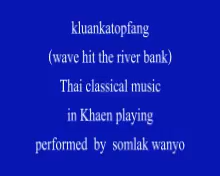 kluankatopfang
(wave hit the river bank)
Thai classical music
in Khaen playing
performed by somlak wanyo